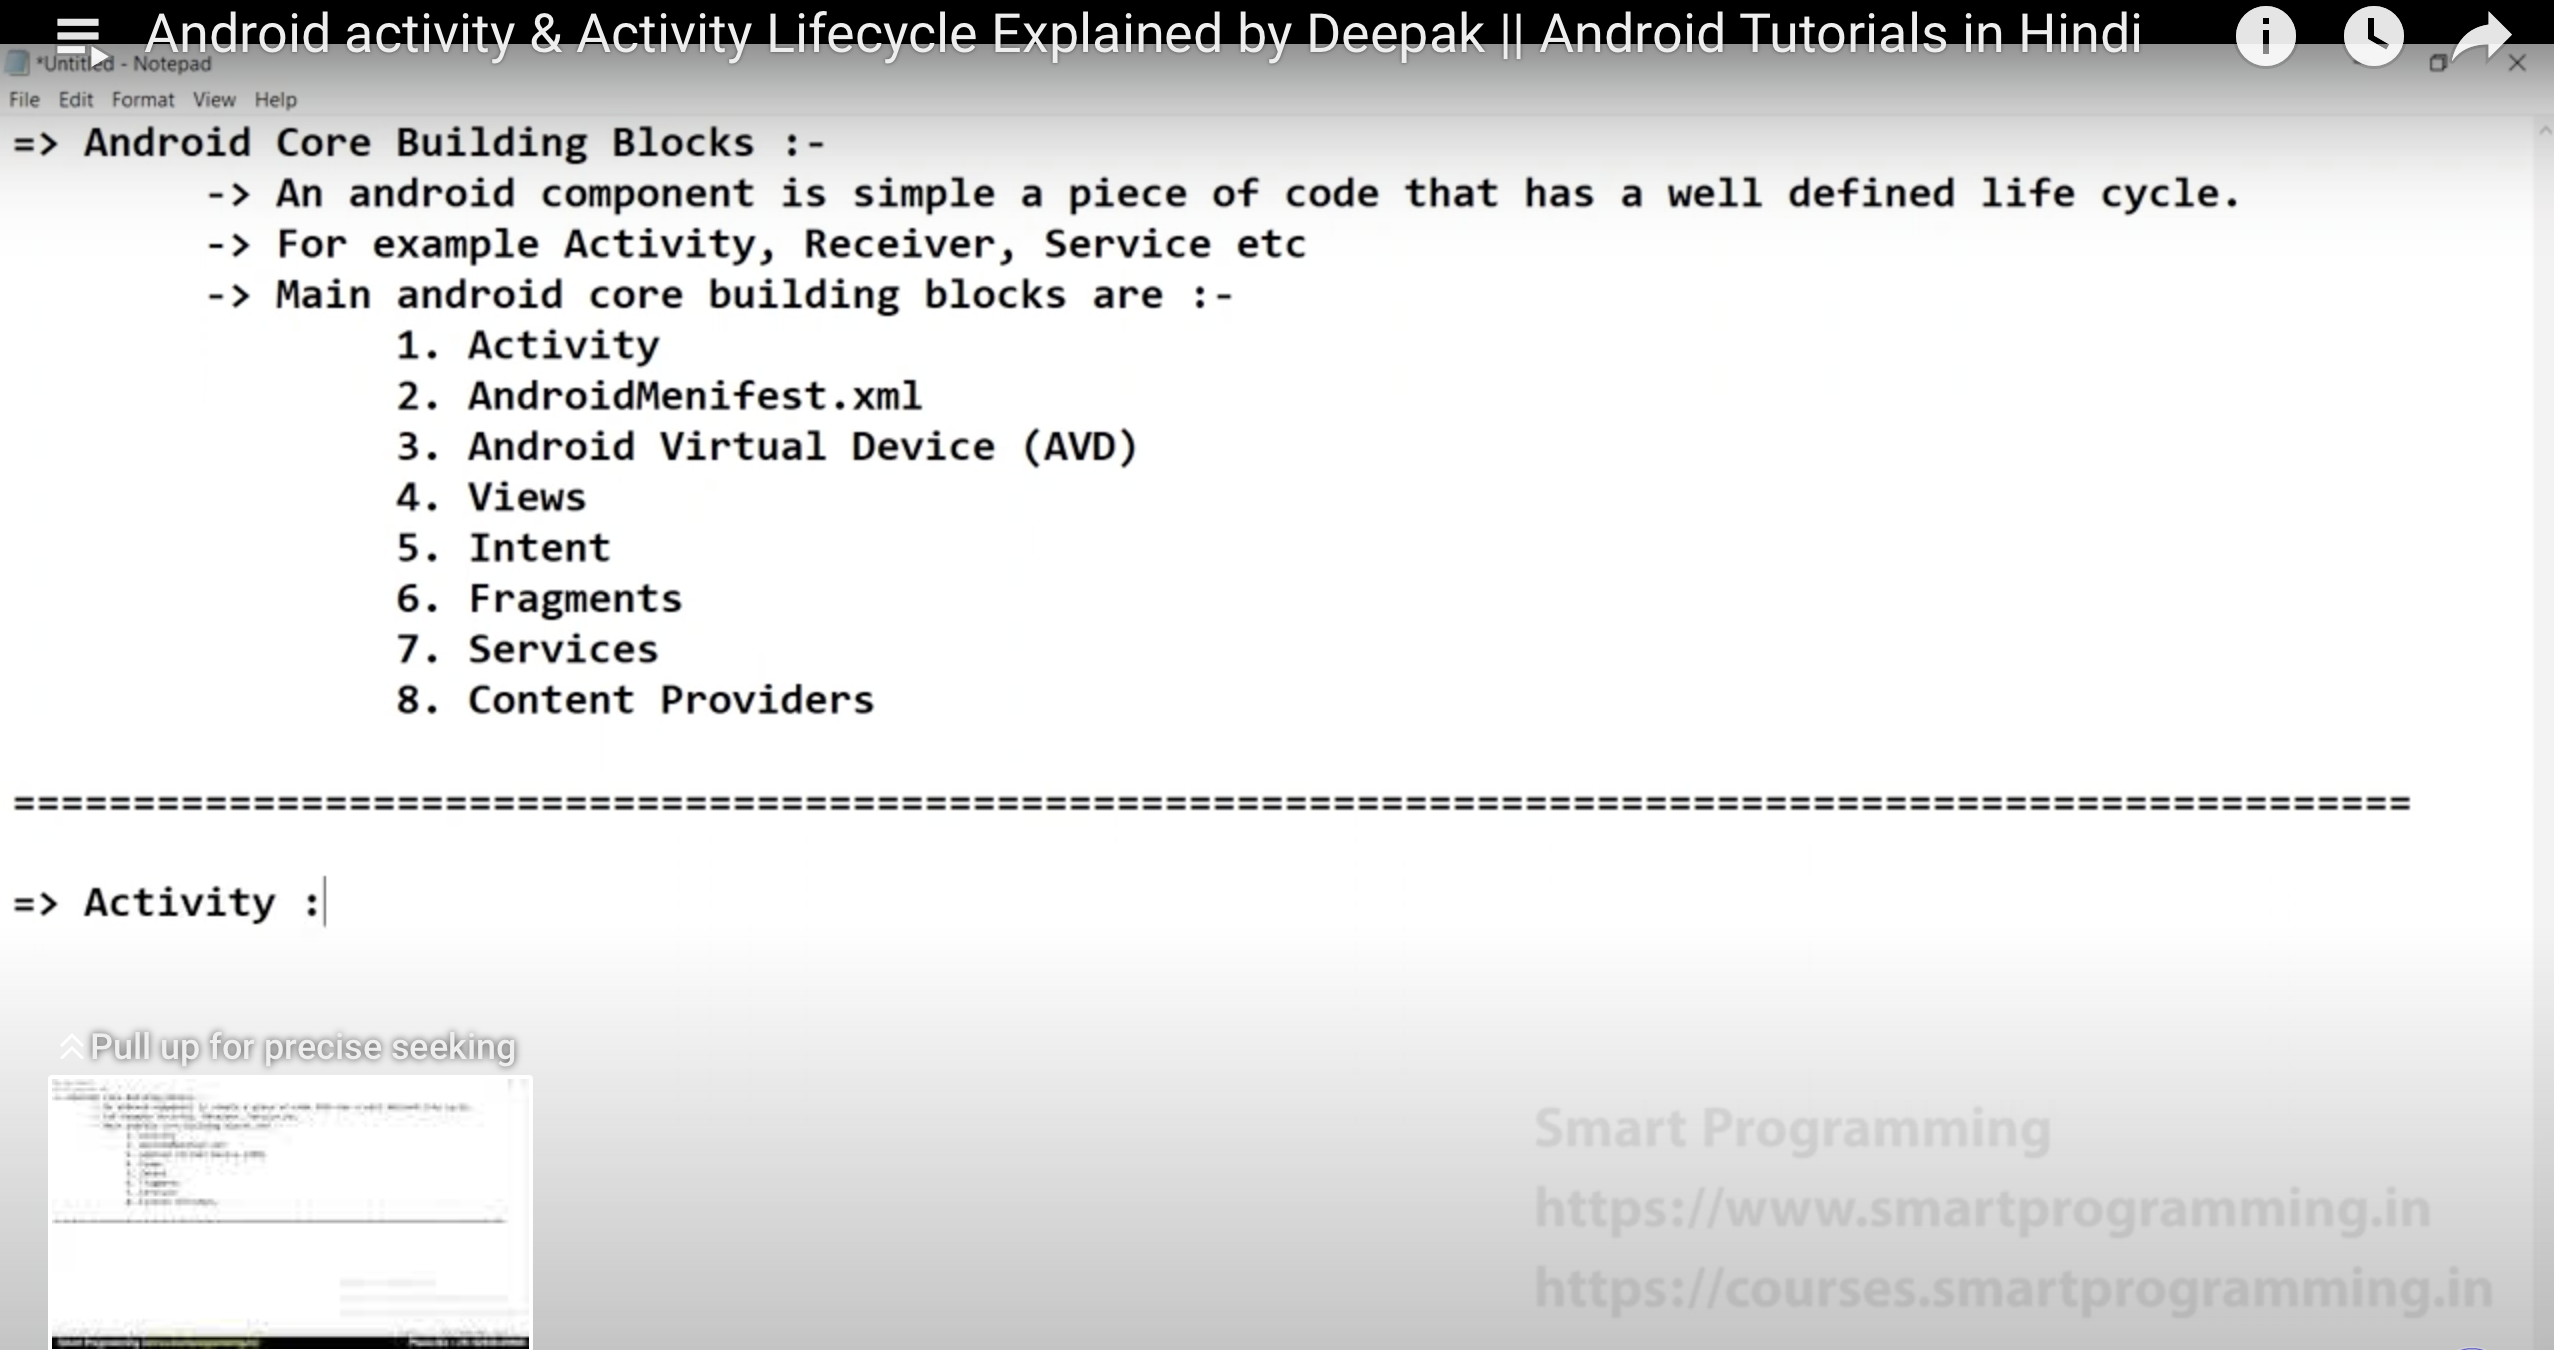 Android activity & Activity Lifecycle Explained by Deepak || Android Tutorials in Hindi
*Untitled - Notepad
File Edit Format View Help
=> Android Core Building Blocks :-
-> An android component is simple a piece of code that has a well defined life cycle.
-> For example Activity, Receiver, Service etc
-> Main android core building blocks are :-
1. Activity
2. AndroidMenifest.xml
3. Android Virtual Device (AVD)
4. Views
5. Intent
6. Fragments
7. Services
8. Content Providers
====================================================================================================
=> Activity :
Pull up for precise seeking
Smart Programming
https://www.smartprogramming.in
https://courses.smartprogramming.in